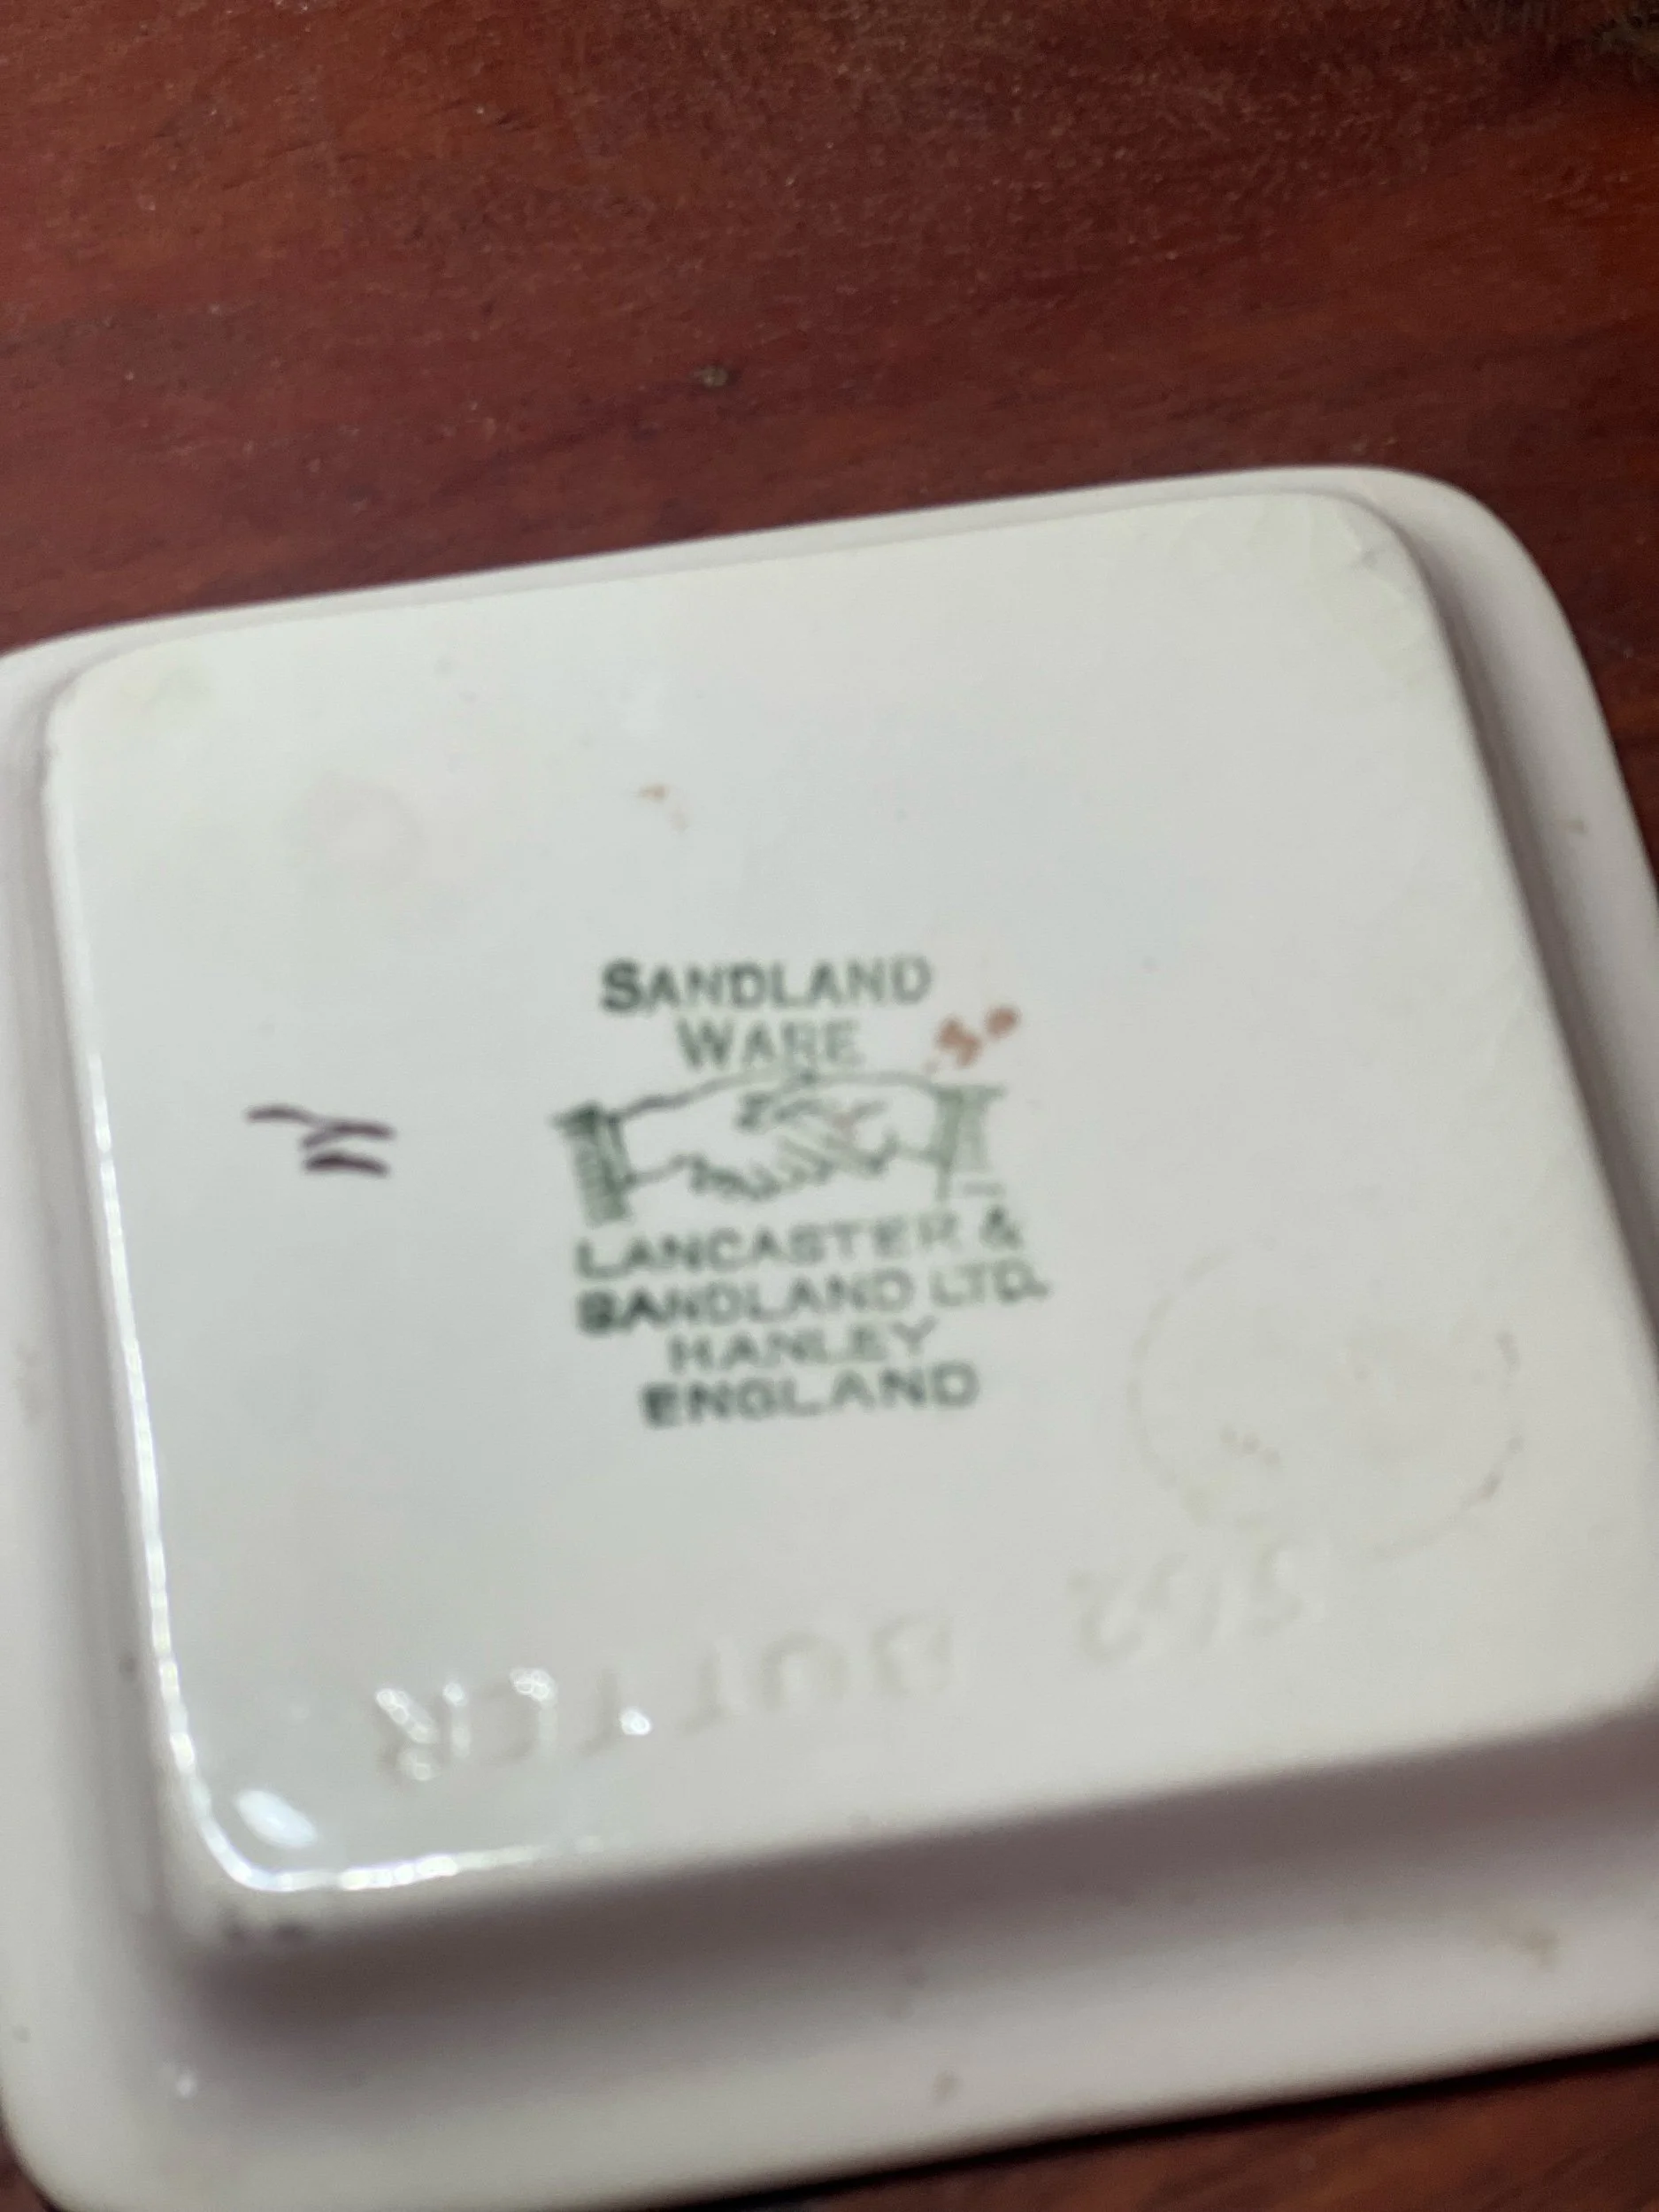 SANDLAND
WARE
LANCASTER &
SANDLAND LTD.
HANLEY
ENGLAND
BUTTER